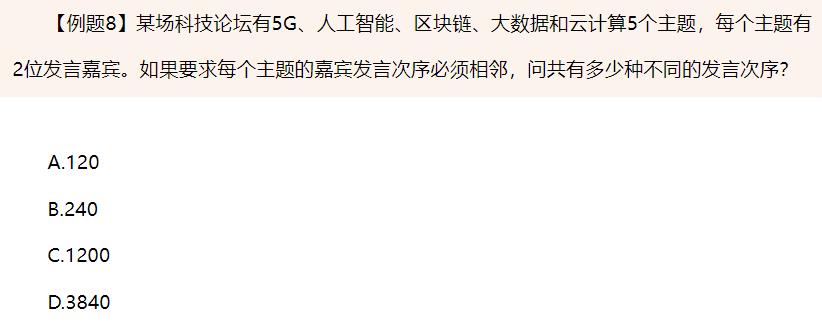 【例题8】某场科技论坛有5G、人工智能、区块链、大数据和云计算5个主题，每个主题有
2位发言嘉宾。如果要求每个主题的嘉宾发言次序必须相邻，问共有多少种不同的发言次序？
A.120
B.240
C.1200
D.3840